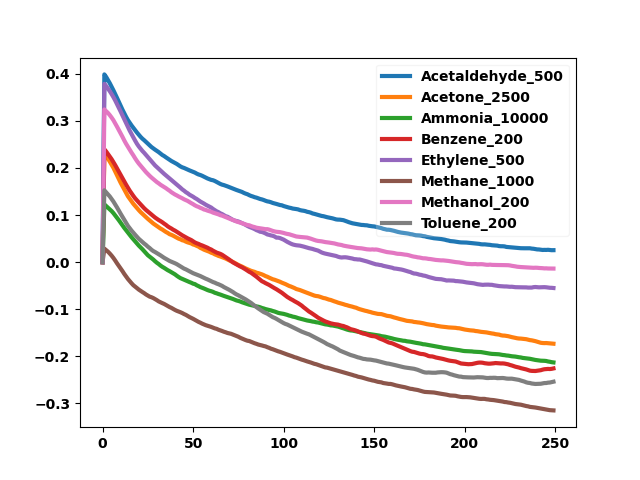 0.4
0.3
0.2
0.1
0.0
−0.1
−0.2
−0.3
0 50 100 150 200 250
Acetaldehyde_500
Acetone_2500
Ammonia_10000
Benzene_200
Ethylene_500
Methane_1000
Methanol_200
Toluene_200